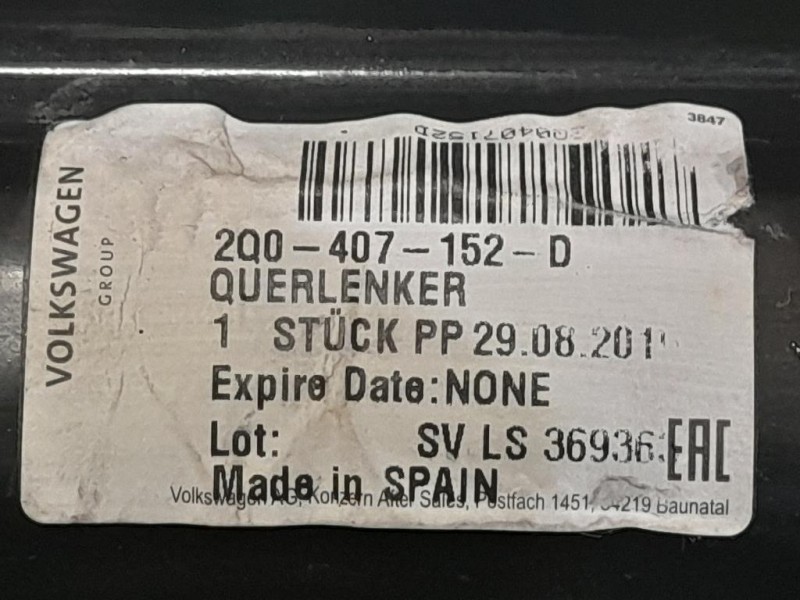 3847
2Q0407152D
VOLKSWAGEN
GROUP
2Q0-407-152-D
QUERLENKER
1 STÜCK PP 29.08.201
Expire Date:NONE
Lot: SV LS 36936
EAC
Made in SPAIN
Volkswagen AG, Konzern After Sales, Postfach 1451, 34219 Baunatal